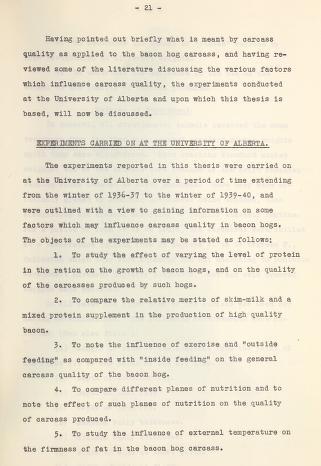 - 21 -
Having pointed out briefly what is meant by carcass
quality as applied to the bacon hog carcass, and having re-
viewed some of the literature discussing the various factors
which influence carcass quality, the experiments conducted
at the University of Alberta and upon which this thesis is
based, will now be discussed.
EXPERIMENTS CARRIED ON AT THE UNIVERSITY OF ALBERTA.
The experiments reported in this thesis were carried on
at the University of Alberta over a period of time extending
from the winter of 1936-37 to the winter of 1939-40, and
were outlined with a view to gaining information on some
factors which may influence carcass quality in bacon hogs.
The objects of the experiments may be stated as follows;
1. To study the effect of varying the level of protein
in the ration on the growth of bacon hogs, and on the quality
of the carcasses produced by such hogs.
2. To compare the relative merits of skim-milk and a
mixed protein supplement in the production of high quality
bacon.
3. To note the influence of exercise and "outside
feeding" as compared with "inside feeding" on the general
carcass quality of the bacon hog.
4. To compare different planes of nutrition and to
note the effect of such planes of nutrition on the quality
of carcass produced.
5. To study the influence of external temperature on
the firmness of fat in the bacon hog carcass.